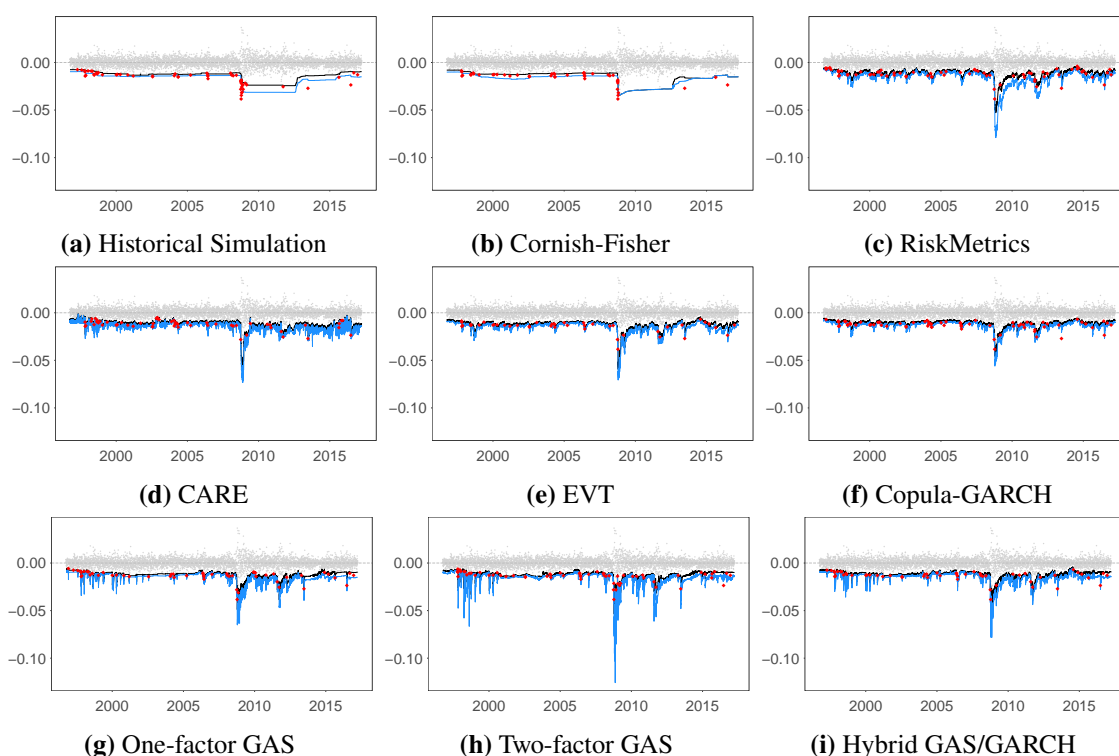 0.00
−0.05
−0.10
2000 2005 2010 2015
(a) Historical Simulation
0.00
−0.05
−0.10
2000 2005 2010 2015
(b) Cornish-Fisher
0.00
−0.05
−0.10
2000 2005 2010 2015
(c) RiskMetrics
0.00
−0.05
−0.10
2000 2005 2010 2015
(d) CARE
0.00
−0.05
−0.10
2000 2005 2010 2015
(e) EVT
0.00
−0.05
−0.10
2000 2005 2010 2015
(f) Copula-GARCH
0.00
−0.05
−0.10
2000 2005 2010 2015
(g) One-factor GAS
0.00
−0.05
−0.10
2000 2005 2010 2015
(h) Two-factor GAS
0.00
−0.05
−0.10
2000 2005 2010 2015
(i) Hybrid GAS/GARCH